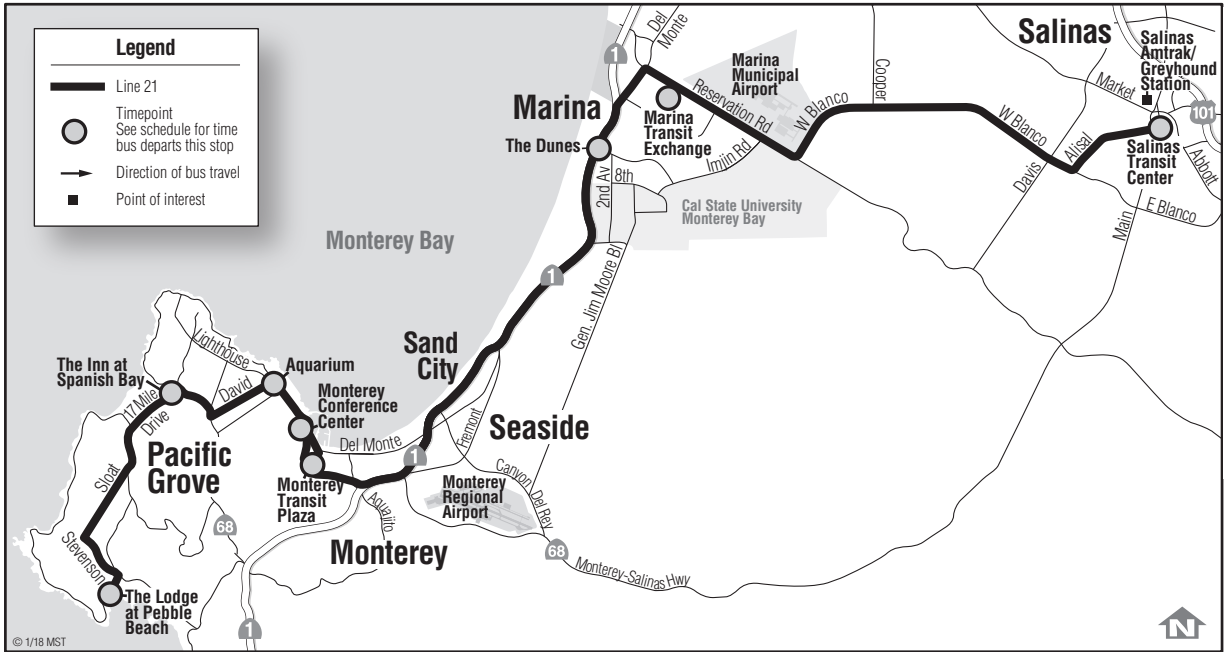 Legend
Line 21
Timepoint
See schedule for time
bus departs this stop
Direction of bus travel
Point of interest
1
Del
Monte
Marina
Municipal
Airport
Cooper
Salinas
Salinas
Amtrak/
Greyhound
Station
Market
101
Marina
Reservation Rd
W Blanco
W Blanco
Marina
Transit
Exchange
The Dunes
Imjin Rd
8th
2nd Av
Davis
Alisal
Salinas
Transit
Center
Abbott
E Blanco
Main
Cal State University
Monterey Bay
Monterey Bay
1
Gen. Jim Moore Bl
Sand
City
Lighthouse
The Inn at
Spanish Bay
Aquarium
David
17 Mile
Drive
Monterey
Conference
Center
Fremont
Seaside
Del Monte
1
Pacific
Grove
Sloat
Monterey
Transit
Plaza
Aguajito
Monterey
Regional
Airport
Canyon Del Rey
68
68
Monterey-Salinas Hwy
Monterey
Stevenson
The Lodge
at Pebble
Beach
1
N
© 1/18 MST